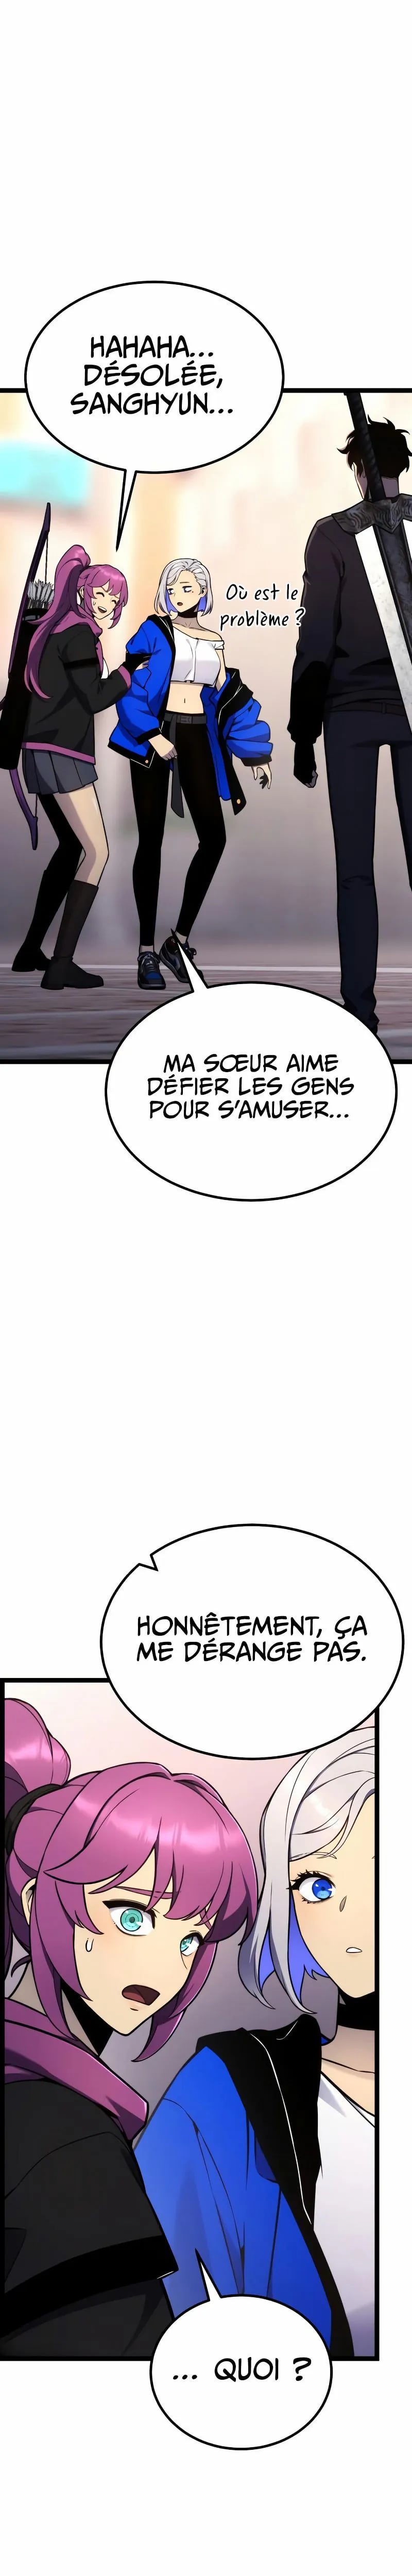 HAHAHA...
DÉSOLÉE,
SANGHYUN...
Où est le
problème ?
MA SŒUR AIME
DÉFIER LES GENS
POUR S'AMUSER...
HONNÊTEMENT, ÇA
ME DÉRANGE PAS.
... QUOI ?